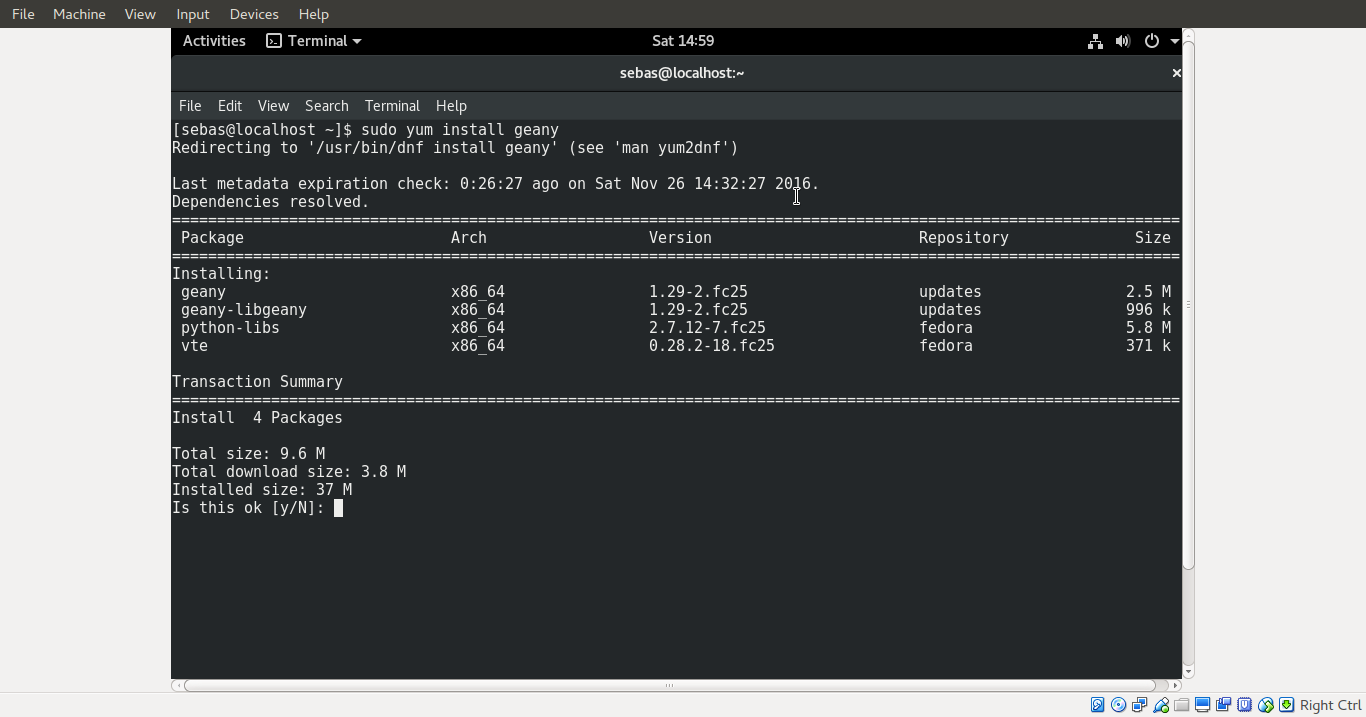 File Machine View Input Devices Help
Activities Terminal Sat 14:59
sebas@localhost:~ ×
File Edit View Search Terminal Help
[sebas@localhost ~]$ sudo yum install geany
Redirecting to '/usr/bin/dnf install geany' (see 'man yum2dnf')
Last metadata expiration check: 0:26:27 ago on Sat Nov 26 14:32:27 2016.
Dependencies resolved.
================================================================================================================
Package Arch Version Repository Size
================================================================================================================
Installing:
geany x86_64 1.29-2.fc25 updates 2.5 M
geany-libgeany x86_64 1.29-2.fc25 updates 996 k
python-libs x86_64 2.7.12-7.fc25 fedora 5.8 M
vte x86_64 0.28.2-18.fc25 fedora 371 k
Transaction Summary
================================================================================================================
Install  4 Packages
Total size: 9.6 M
Total download size: 3.8 M
Installed size: 37 M
Is this ok [y/N]:
Right Ctrl